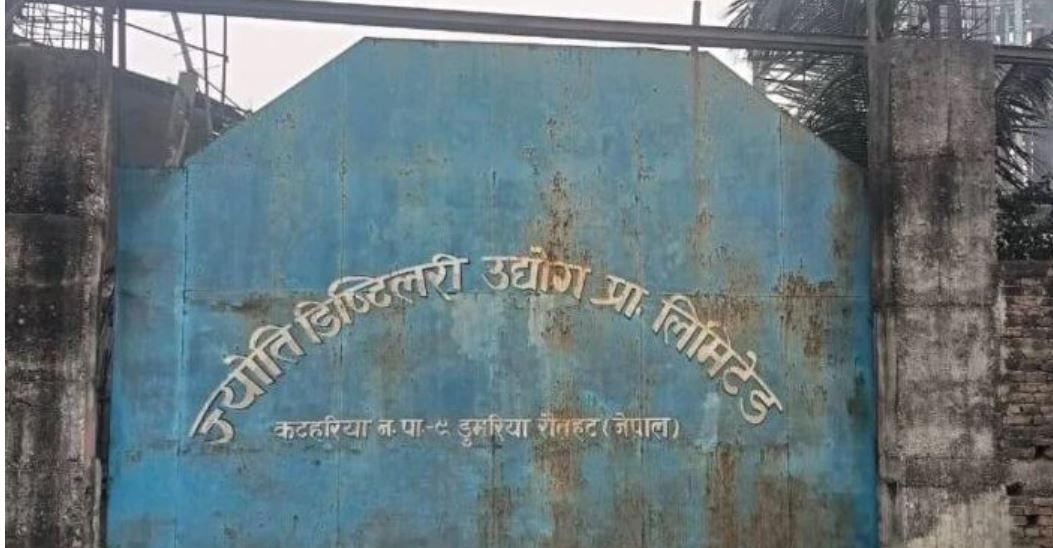 ज्योति डिष्टिलरी उद्योग प्रा. लिमिटेड
कटहरिया न.पा-९ डुमरिया रौतहट (नेपाल)